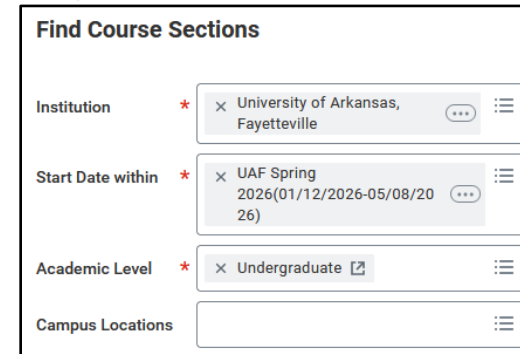 Find Course Sections
Institution * × University of Arkansas,
Fayetteville
Start Date within * × UAF Spring
2026(01/12/2026-05/08/20
26)
Academic Level * × Undergraduate
Campus Locations